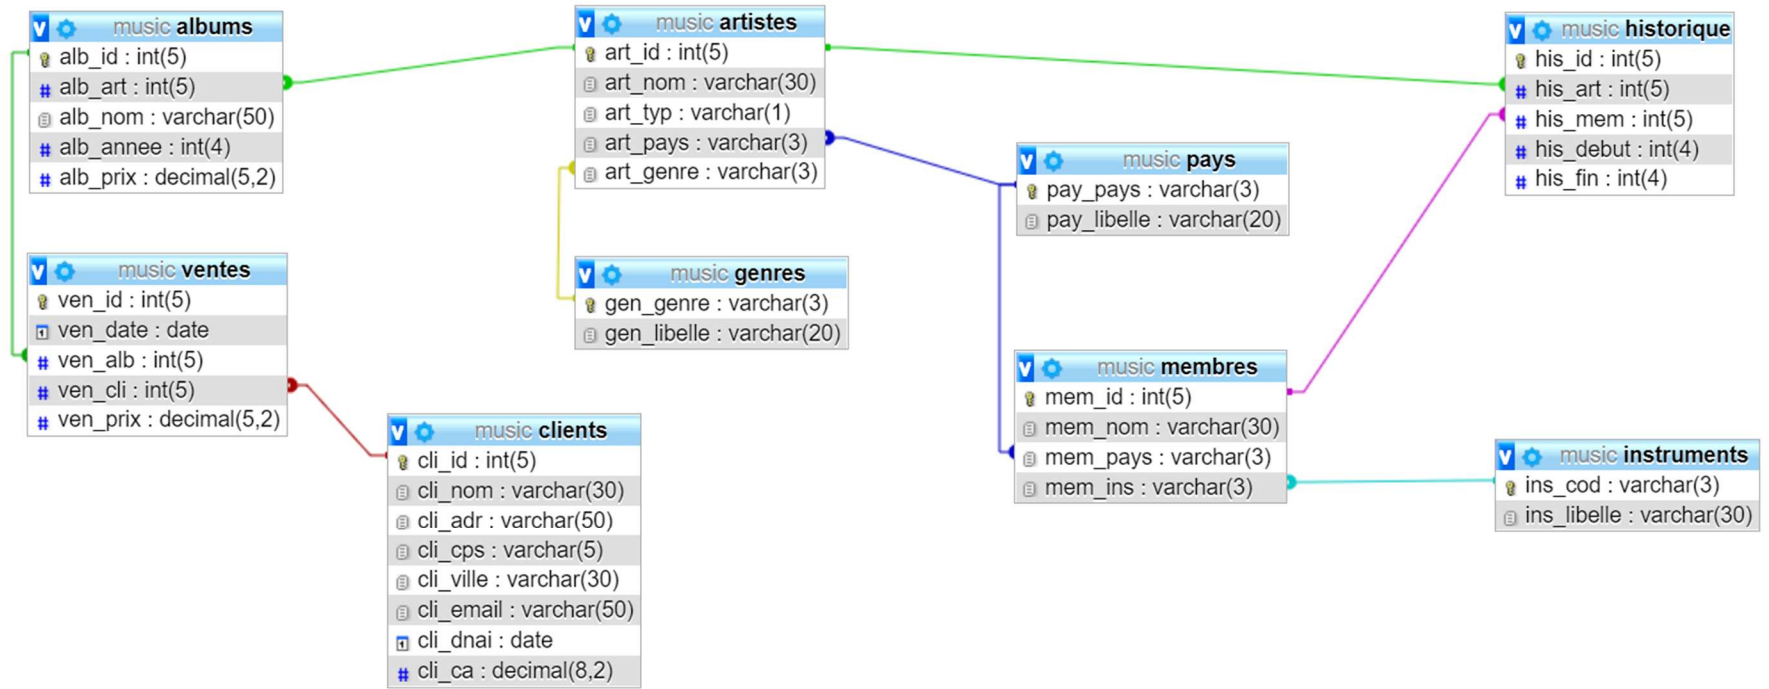 music albums
alb_id : int(5)
alb_art : int(5)
alb_nom : varchar(50)
alb_annee : int(4)
alb_prix : decimal(5,2)
music artistes
art_id : int(5)
art_nom : varchar(30)
art_typ : varchar(1)
art_pays : varchar(3)
art_genre : varchar(3)
music historique
his_id : int(5)
his_art : int(5)
his_mem : int(5)
his_debut : int(4)
his_fin : int(4)
music pays
pay_pays : varchar(3)
pay_libelle : varchar(20)
music ventes
ven_id : int(5)
ven_date : date
ven_alb : int(5)
ven_cli : int(5)
ven_prix : decimal(5,2)
music genres
gen_genre : varchar(3)
gen_libelle : varchar(20)
music membres
mem_id : int(5)
mem_nom : varchar(30)
mem_pays : varchar(3)
mem_ins : varchar(3)
music clients
cli_id : int(5)
cli_nom : varchar(30)
cli_adr : varchar(50)
cli_cps : varchar(5)
cli_ville : varchar(30)
cli_email : varchar(50)
cli_dnai : date
cli_ca : decimal(8,2)
music instruments
ins_cod : varchar(3)
ins_libelle : varchar(30)